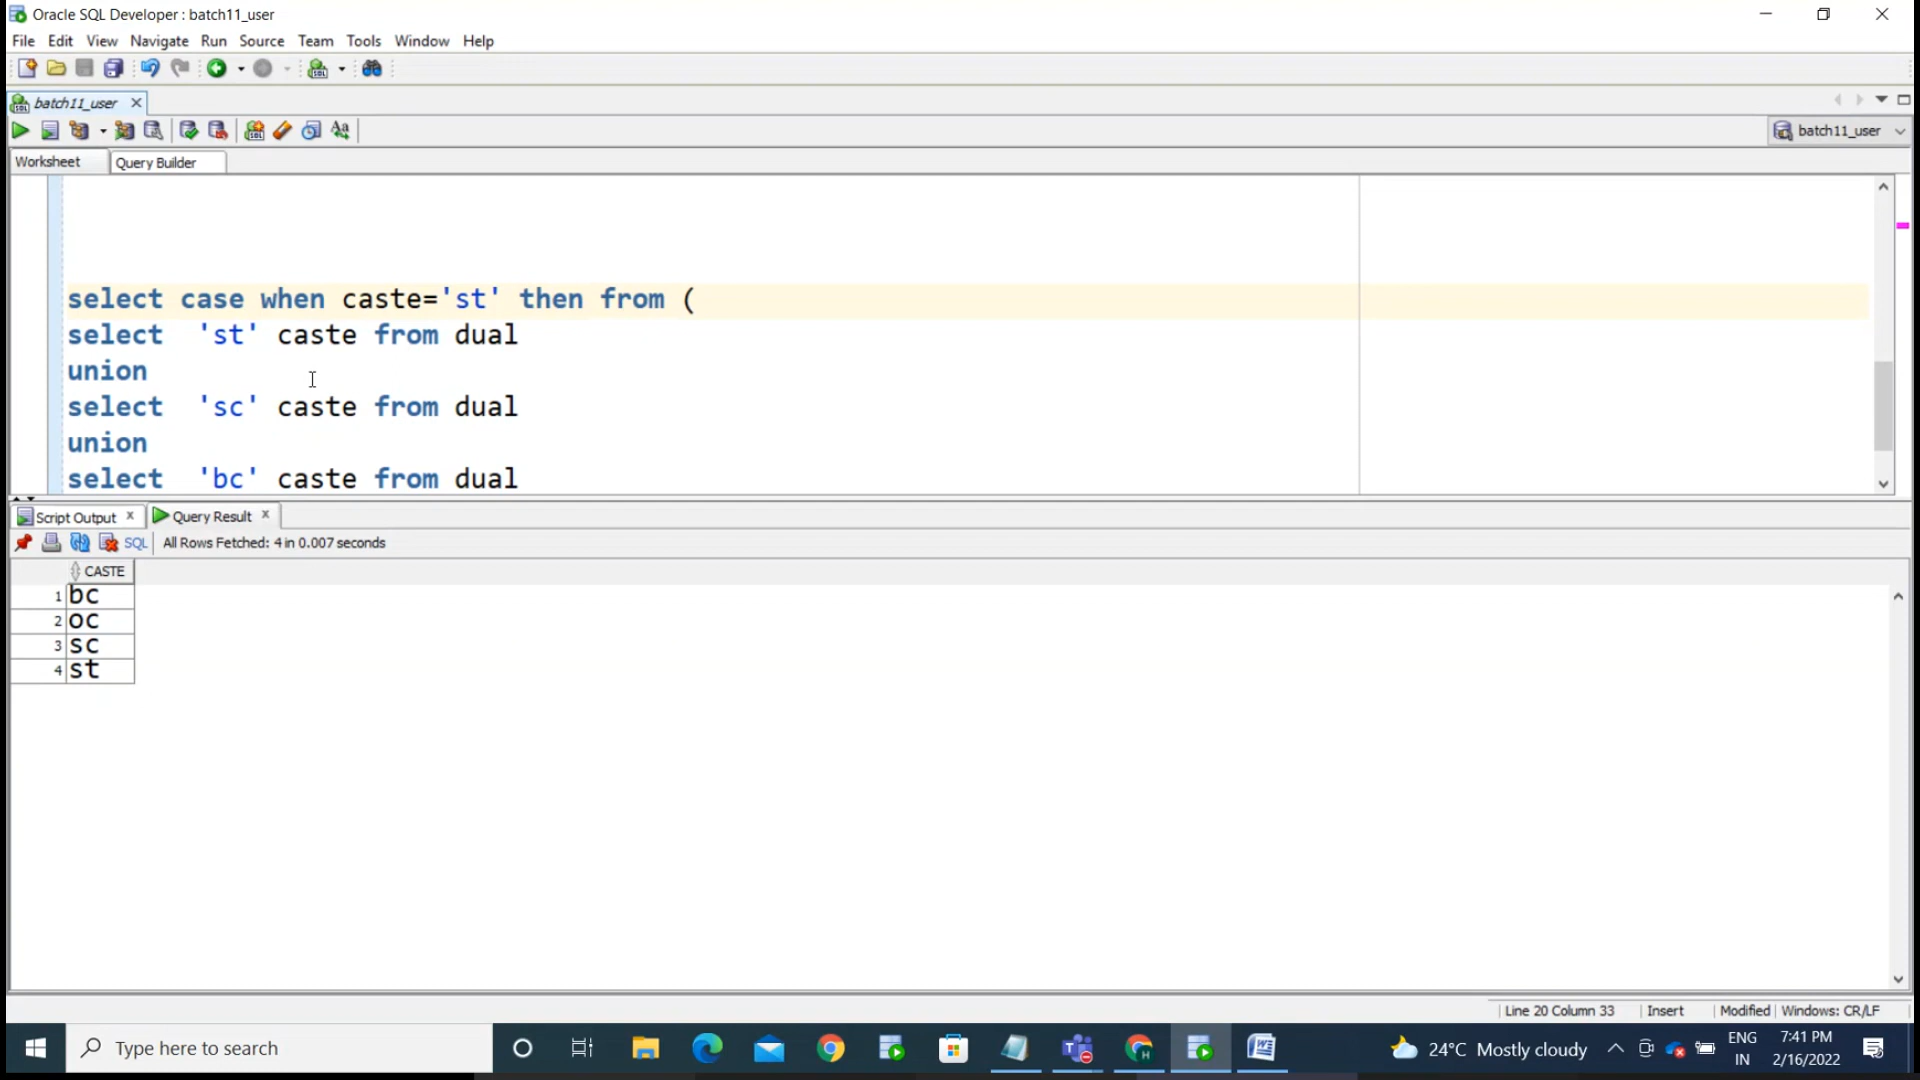 Oracle SQL Developer : batch11_user
File Edit View Navigate Run Source Team Tools Window Help
batch11_user
batch11_user
Worksheet Query Builder
select case when caste='st' then from (
select  'st' caste from dual
union
select  'sc' caste from dual
union
select  'bc' caste from dual
Script Output Query Result
SQL All Rows Fetched: 4 in 0.007 seconds
CASTE
1 bc
2 oc
3 sc
4 st
Line 20 Column 33 Insert Modified Windows: CR/LF
Type here to search
24°C Mostly cloudy
ENG
IN
7:41 PM
2/16/2022